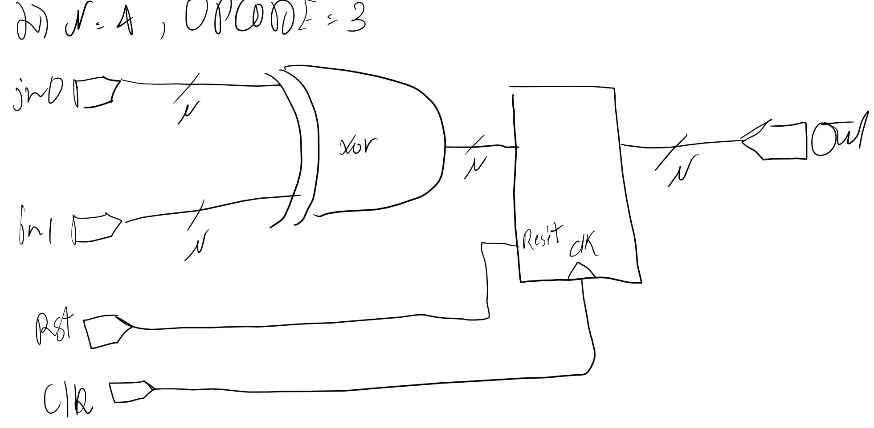 2) N=4, OPCODE=3
in0
N
xor
N
N
Out
in1
N
Reset
clk
Rst
Clk